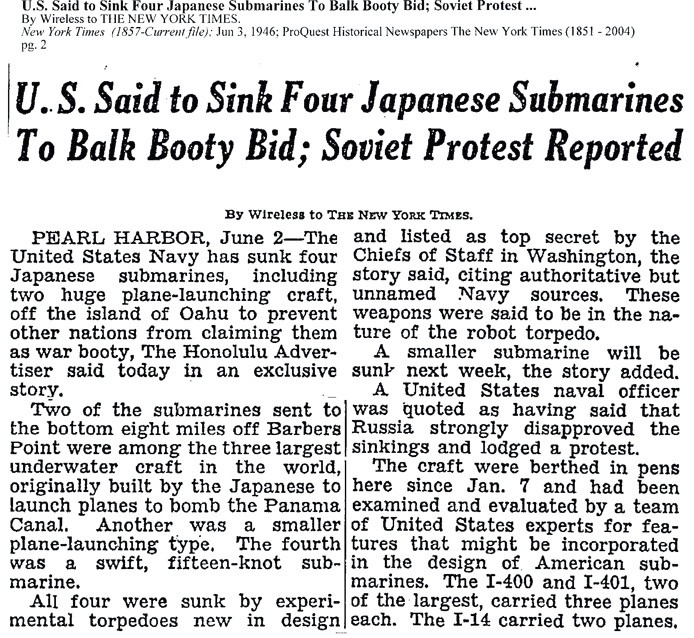 U.S. Said to Sink Four Japanese Submarines To Balk Booty Bid; Soviet Protest ...
By Wireless to THE NEW YORK TIMES.
New York Times (1857-Current file); Jun 3, 1946; ProQuest Historical Newspapers The New York Times (1851 - 2004)
pg. 2
U. S. Said to Sink Four Japanese Submarines
To Balk Booty Bid; Soviet Protest Reported
By Wireless to THE NEW YORK TIMES.
PEARL HARBOR, June 2—The
United States Navy has sunk four
Japanese submarines, including
two huge plane-launching craft,
off the island of Oahu to prevent
other nations from claiming them
as war booty, The Honolulu Adver-
tiser said today in an exclusive
story.
Two of the submarines sent to
the bottom eight miles off Barbers
Point were among the three largest
underwater craft in the world,
originally built by the Japanese to
launch planes to bomb the Panama
Canal. Another was a smaller
plane-launching type. The fourth
was a swift, fifteen-knot sub-
marine.
All four were sunk by experi-
mental torpedoes new in design
and listed as top secret by the
Chiefs of Staff in Washington, the
story said, citing authoritative but
unnamed Navy sources. These
weapons were said to be in the na-
ture of the robot torpedo.
A smaller submarine will be
sunk next week, the story added.
A United States naval officer
was quoted as having said that
Russia strongly disapproved the
sinkings and lodged a protest.
The craft were berthed in pens
here since Jan. 7 and had been
examined and evaluated by a team
of United States experts for fea-
tures that might be incorporated
in the design of American sub-
marines. The I-400 and I-401, two
of the largest, carried three planes
each. The I-14 carried two planes.